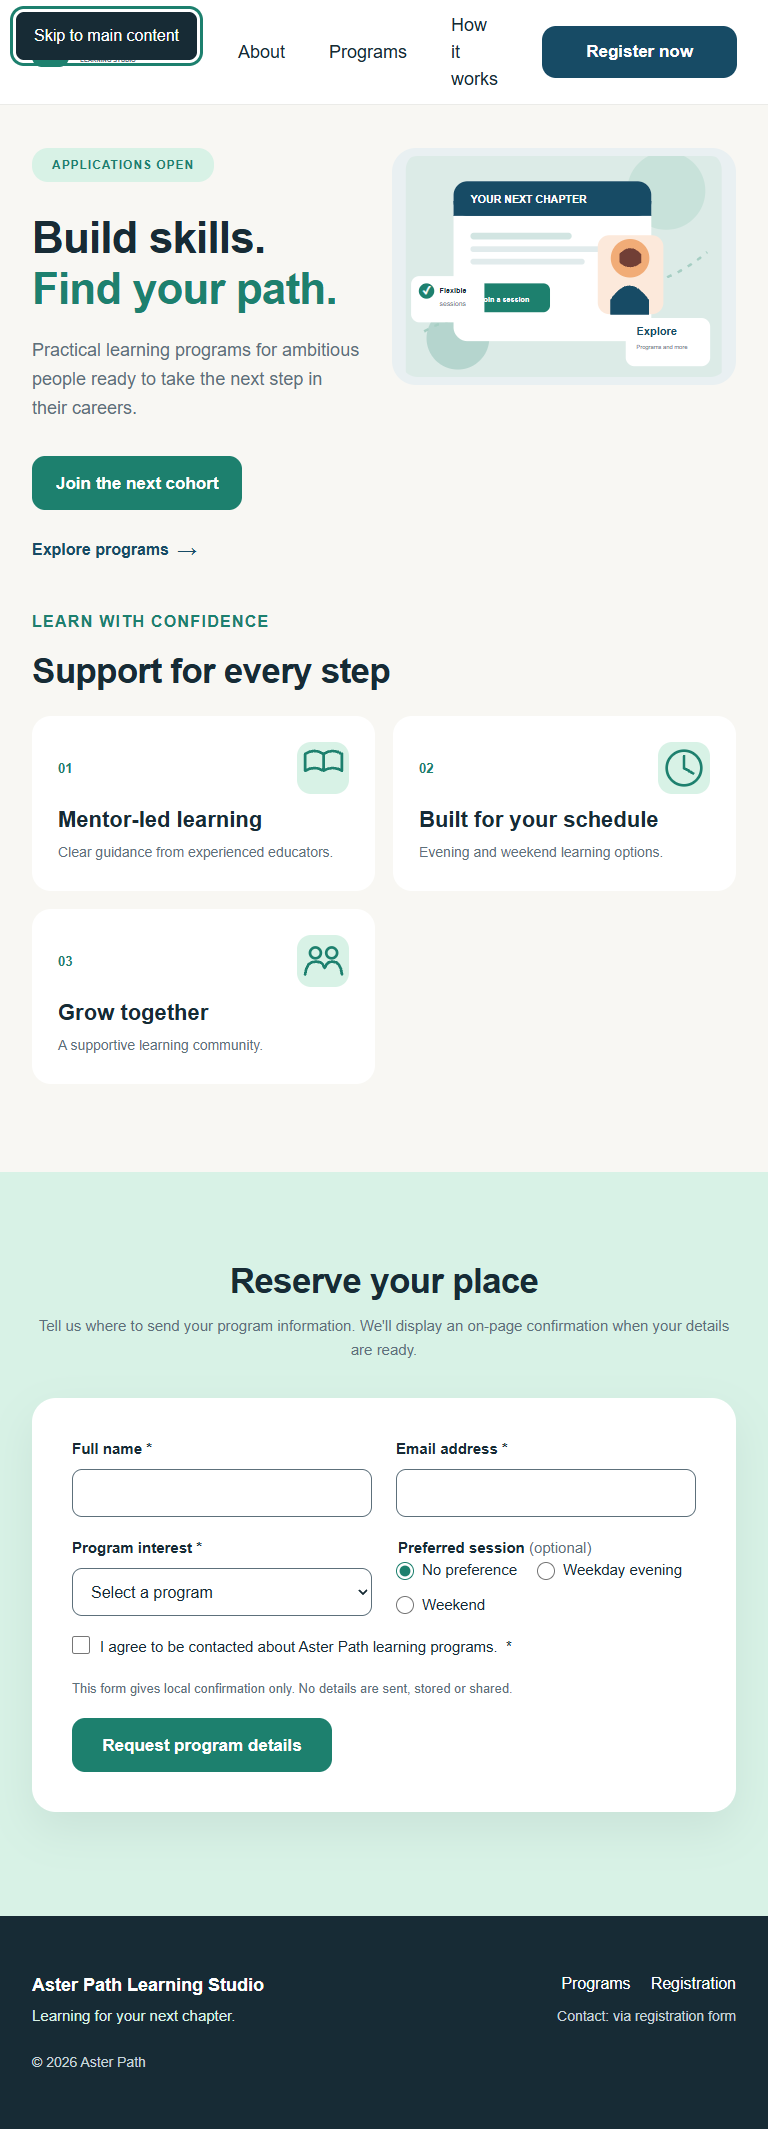 Skip to main content
LEARNING STUDIO
About
Programs
How
it
works
Register now
APPLICATIONS OPEN
Build skills.
Find your path.
Practical learning programs for ambitious
people ready to take the next step in
their careers.
Join the next cohort
Explore programs →
YOUR NEXT CHAPTER
Flexible
sessions
oin a session
Explore
Programs and more
LEARN WITH CONFIDENCE
Support for every step
01
Mentor-led learning
Clear guidance from experienced educators.
02
Built for your schedule
Evening and weekend learning options.
03
Grow together
A supportive learning community.
Reserve your place
Tell us where to send your program information. We'll display an on-page confirmation when your details
are ready.
Full name *
Email address *
Program interest *
Select a program
Preferred session (optional)
No preference
Weekday evening
Weekend
I agree to be contacted about Aster Path learning programs. *
This form gives local confirmation only. No details are sent, stored or shared.
Request program details
Aster Path Learning Studio
Learning for your next chapter.
© 2026 Aster Path
Programs
Registration
Contact: via registration form